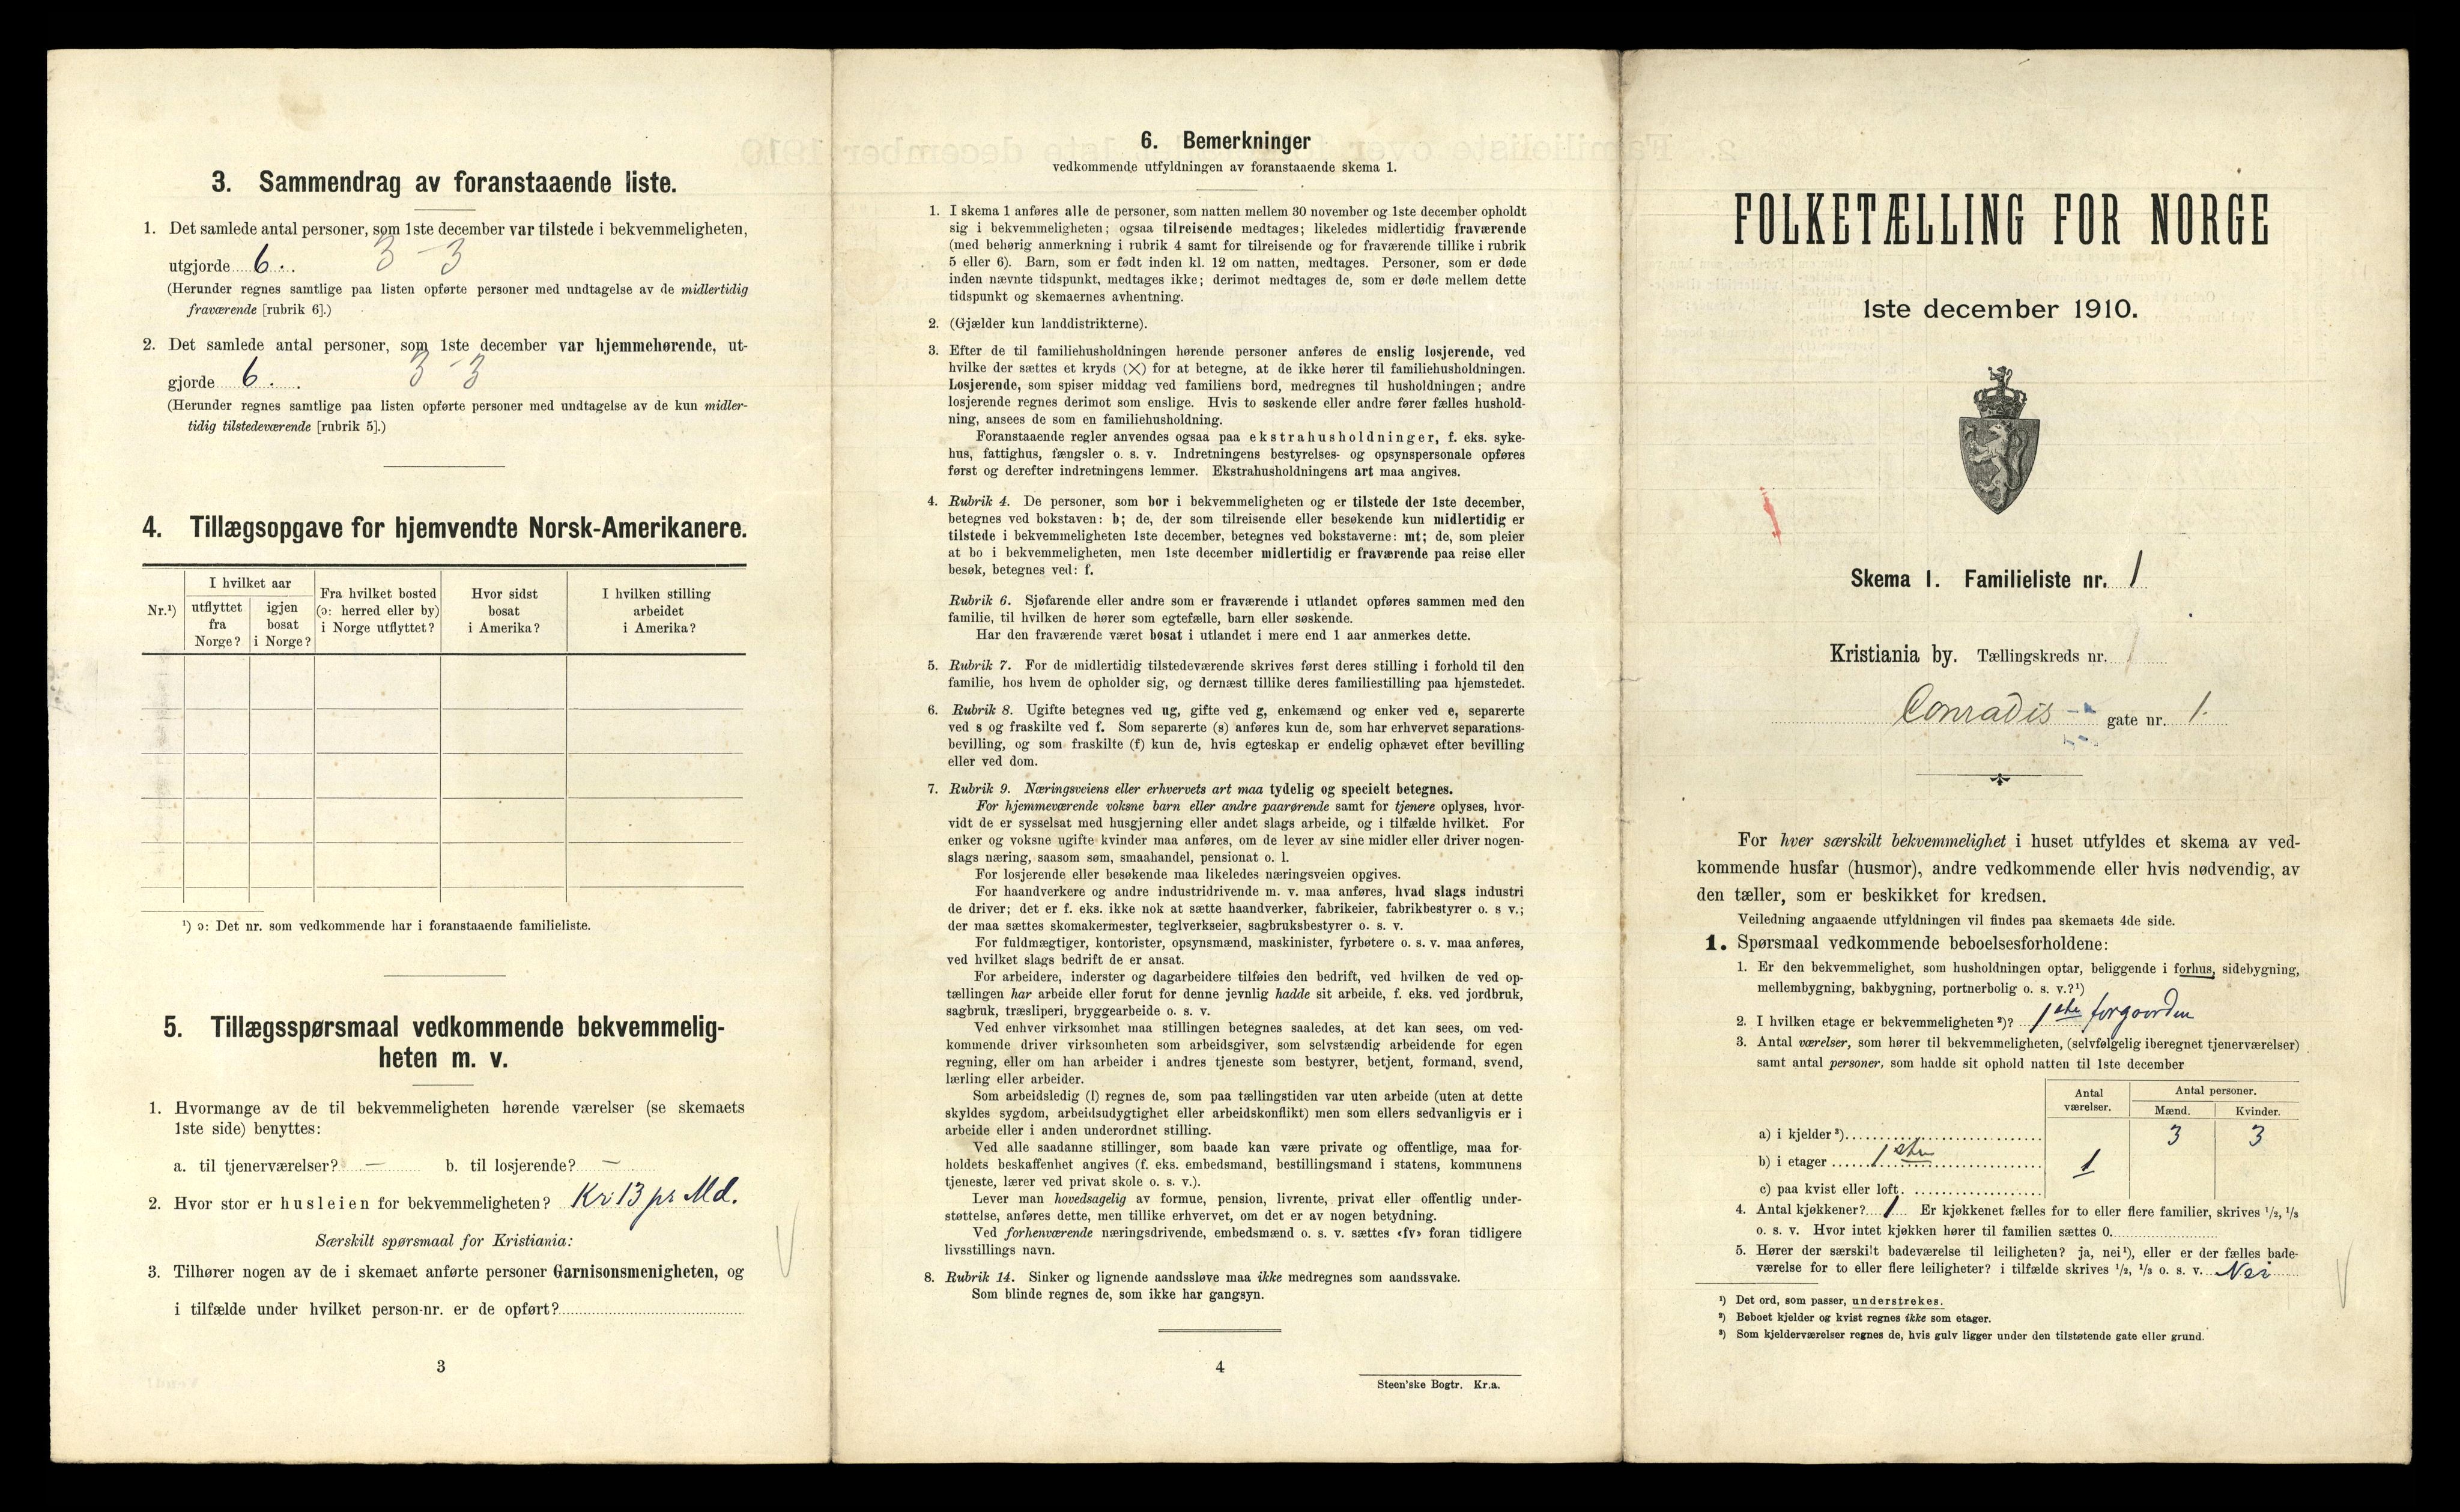 3. Sammendrag av foranstaaende liste.
1. Det samlede antal personer, som 1ste december var tilstede i bekvemmeligheten,
utgjorde 6. 3 - 3
(Herunder regnes samtlige paa listen opførte personer med undtagelse av de midlertidig
fraværende [rubrik 6].)
2. Det samlede antal personer, som 1ste december var hjemmehørende, ut-
gjorde 6. 3 - 3
(Herunder regnes samtlige paa listen opførte personer med undtagelse av de kun midler-
tidig tilstedeværende [rubrik 5].)
4. Tillægsopgave for hjemvendte Norsk-Amerikanere.
Nr.¹)
I hvilket aar
utflyttet fra Norge?
igjen bosat i Norge?
Fra hvilket bosted (ɔ: herred eller by) i Norge utflyttet?
Hvor sidst bosat i Amerika?
I hvilken stilling arbeidet i Amerika?
¹) ɔ: Det nr. som vedkommende har i foranstaaende familieliste.
5. Tillægsspørsmaal vedkommende bekvemmelig-
heten m. v.
1. Hvormange av de til bekvemmeligheten hørende værelser (se skemaets
1ste side) benyttes:
a. til tjenerværelser? — b. til losjerende? —
2. Hvor stor er husleien for bekvemmeligheten? Kr 13 pr Md.
Særskilt spørsmaal for Kristiania:
3. Tilhører nogen av de i skemaet anførte personer Garnisonsmenigheten, og
i tilfælde under hvilket person-nr. er de opført?
3
6. Bemerkninger
vedkommende utfyldningen av foranstaaende skema 1.
1. I skema 1 anføres alle de personer, som natten mellem 30 november og 1ste december opholdt
sig i bekvemmeligheten; ogsaa tilreisende medtages; likeledes midlertidig fraværende
(med behørig anmerkning i rubrik 4 samt for tilreisende og for fraværende tillike i rubrik
5 eller 6). Barn, som er født inden kl. 12 om natten, medtages. Personer, som er døde
inden nævnte tidspunkt, medtages ikke; derimot medtages de, som er døde mellem dette
tidspunkt og skemaernes avhentning.
2. (Gjælder kun landdistrikterne).
3. Efter de til familiehusholdningen hørende personer anføres de enslig losjerende, ved
hvilke der sættes et kryds (×) for at betegne, at de ikke hører til familiehusholdningen.
Losjerende, som spiser middag ved familiens bord, medregnes til husholdningen; andre
losjerende regnes derimot som enslige. Hvis to søskende eller andre fører fælles hushold-
ning, ansees de som en familiehusholdning.
Foranstaaende regler anvendes ogsaa paa ekstrahusholdninger, f. eks. syke-
hus, fattighus, fængsler o. s. v. Indretningens bestyrelses- og opsynspersonale opføres
først og derefter indretningens lemmer. Ekstrahusholdningens art maa angives.
4. Rubrik 4. De personer, som bor i bekvemmeligheten og er tilstede der 1ste december,
betegnes ved bokstaven: b; de, der som tilreisende eller besøkende kun midlertidig er
tilstede i bekvemmeligheten 1ste december, betegnes ved bokstaverne: mt; de, som pleier
at bo i bekvemmeligheten, men 1ste december midlertidig er fraværende paa reise eller
besøk, betegnes ved: f.
Rubrik 6. Sjøfarende eller andre som er fraværende i utlandet opføres sammen med den
familie, til hvilken de hører som egtefælle, barn eller søskende.
Har den fraværende været bosat i utlandet i mere end 1 aar anmerkes dette.
5. Rubrik 7. For de midlertidig tilstedeværende skrives først deres stilling i forhold til den
familie, hos hvem de opholder sig, og dernæst tillike deres familiestilling paa hjemstedet.
6. Rubrik 8. Ugifte betegnes ved ug, gifte ved g, enkemænd og enker ved e, separerte
ved s og fraskilte ved f. Som separerte (s) anføres kun de, som har erhvervet separations-
bevilling, og som fraskilte (f) kun de, hvis egteskap er endelig ophævet efter bevilling
eller ved dom.
7. Rubrik 9. Næringsveiens eller erhvervets art maa tydelig og specielt betegnes.
For hjemmeværende voksne barn eller andre paarørende samt for tjenere oplyses, hvor-
vidt de er sysselsat med husgjerning eller andet slags arbeide, og i tilfælde hvilket. For
enker og voksne ugifte kvinder maa anføres, om de lever av sine midler eller driver nogen-
slags næring, saasom søm, smaahandel, pensionat o. l.
For losjerende eller besøkende maa likeledes næringsveien opgives.
For haandverkere og andre industridrivende m. v. maa anføres, hvad slags industri
de driver; det er f. eks. ikke nok at sætte haandverker, fabrikeier, fabrikbestyrer o. s v.;
der maa sættes skomakermester, teglverkseier, sagbruksbestyrer o. s. v.
For fuldmægtiger, kontorister, opsynsmænd, maskinister, fyrbøtere o. s. v. maa anføres,
ved hvilket slags bedrift de er ansat.
For arbeidere, inderster og dagarbeidere tilføies den bedrift, ved hvilken de ved op-
tællingen har arbeide eller forut for denne jevnlig hadde sit arbeide, f. eks. ved jordbruk,
sagbruk, træsliperi, bryggearbeide o. s. v.
Ved enhver virksomhet maa stillingen betegnes saaledes, at det kan sees, om ved-
kommende driver virksomheten som arbeidsgiver, som selvstændig arbeidende for egen
regning, eller om han arbeider i andres tjeneste som bestyrer, betjent, formand, svend,
lærling eller arbeider.
Som arbeidsledig (l) regnes de, som paa tællingstiden var uten arbeide (uten at dette
skyldes sygdom, arbeidsudygtighet eller arbeidskonflikt) men som ellers sedvanligvis er i
arbeide eller i anden underordnet stilling.
Ved alle saadanne stillinger, som baade kan være private og offentlige, maa for-
holdets beskaffenhet angives (f. eks. embedsmand, bestillingsmand i statens, kommunens
tjeneste, lærer ved privat skole o. s. v.).
Lever man hovedsagelig av formue, pension, livrente, privat eller offentlig under-
støttelse, anføres dette, men tillike erhvervet, om det er av nogen betydning.
Ved forhenværende næringsdrivende, embedsmænd o. s. v. sættes «fv» foran tidligere
livsstillings navn.
8. Rubrik 14. Sinker og lignende aandssløve maa ikke medregnes som aandssvake.
Som blinde regnes de, som ikke har gangsyn.
4
Steen'ske Bogtr. Kr.a.
FOLKETÆLLING FOR NORGE
1ste december 1910.
Skema 1. Familieliste nr. 1
Kristiania by. Tællingskreds nr. 1
Conradis gate nr. 1.
For hver særskilt bekvemmelighet i huset utfyldes et skema av ved-
kommende husfar (husmor), andre vedkommende eller hvis nødvendig, av
den tæller, som er beskikket for kredsen.
Veiledning angaaende utfyldningen vil findes paa skemaets 4de side.
1. Spørsmaal vedkommende beboelsesforholdene:
1. Er den bekvemmelighet, som husholdningen optar, beliggende i forhus, sidebygning,
mellembygning, bakbygning, portnerbolig o. s. v.?¹)
2. I hvilken etage er bekvemmeligheten²)? 1ste forgaarden
3. Antal værelser, som hører til bekvemmeligheten, (selvfølgelig iberegnet tjenerværelser)
samt antal personer, som hadde sit ophold natten til 1ste december
Antal værelser.
Antal personer.
Mænd. Kvinder.
a) i kjelder³) 3 3
b) i etager 1sten 1
c) paa kvist eller loft.
4. Antal kjøkkener? 1 Er kjøkkenet fælles for to eller flere familier, skrives 1/2, 1/3
o. s. v. Hvor intet kjøkken hører til familien sættes 0.
5. Hører der særskilt badeværelse til leiligheten? ja, nei¹), eller er der fælles bade-
værelse for to eller flere leiligheter? i tilfælde skrives 1/2, 1/3 o. s. v. Nei
¹) Det ord, som passer, understrekes.
²) Beboet kjelder og kvist regnes ikke som etager.
³) Som kjelderværelser regnes de, hvis gulv ligger under den tilstøtende gate eller grund.